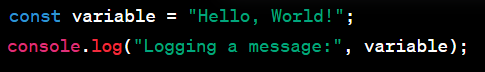 const variable = "Hello, World!";
console.log("Logging a message:", variable);